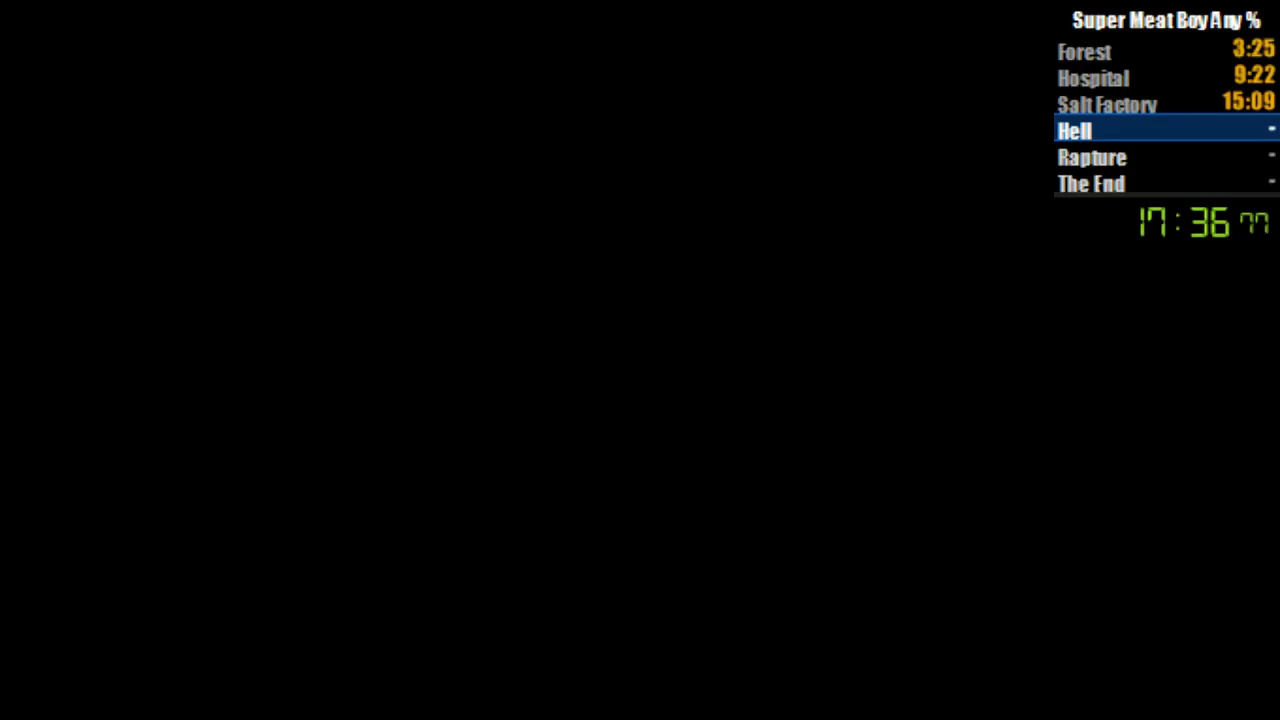 Super Meat Boy Any %
Forest 3:25
Hospital 9:22
Salt Factory 15:09
Hell -
Rapture -
The End -
17:36 77